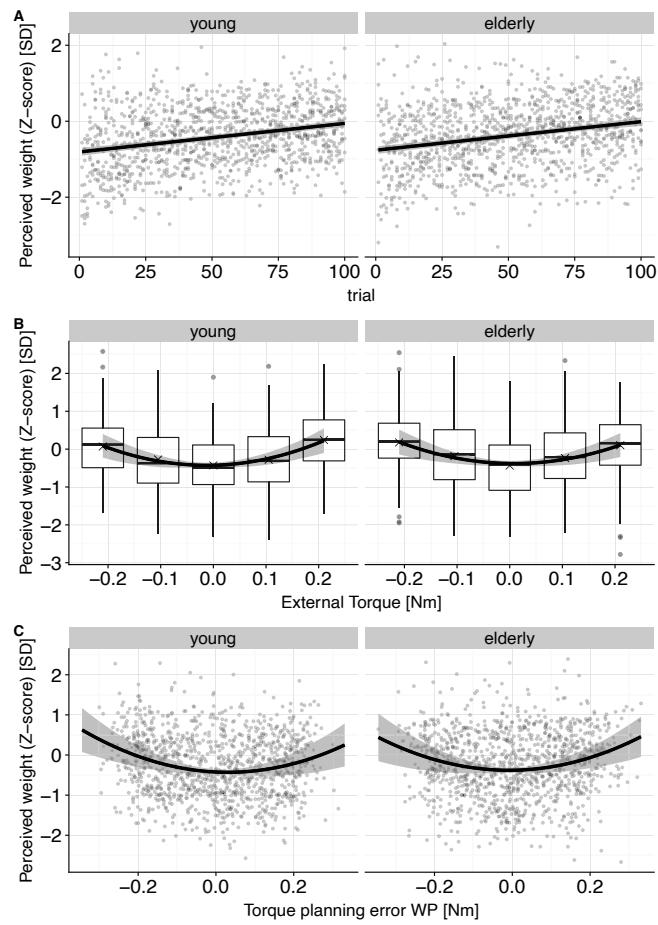 A
young elderly
Perceived weight (Z−score) [SD]
2
0
−2
0 25 50 75 100 0 25 50 75 100
trial
B
young elderly
Perceived weight (Z−score) [SD]
2
1
0
−1
−2
−3
−0.2 −0.1 0.0 0.1 0.2 −0.2 −0.1 0.0 0.1 0.2
External Torque [Nm]
C
young elderly
Perceived weight (Z−score) [SD]
2
1
0
−1
−2
−0.2 0.0 0.2 −0.2 0.0 0.2
Torque planning error WP [Nm]